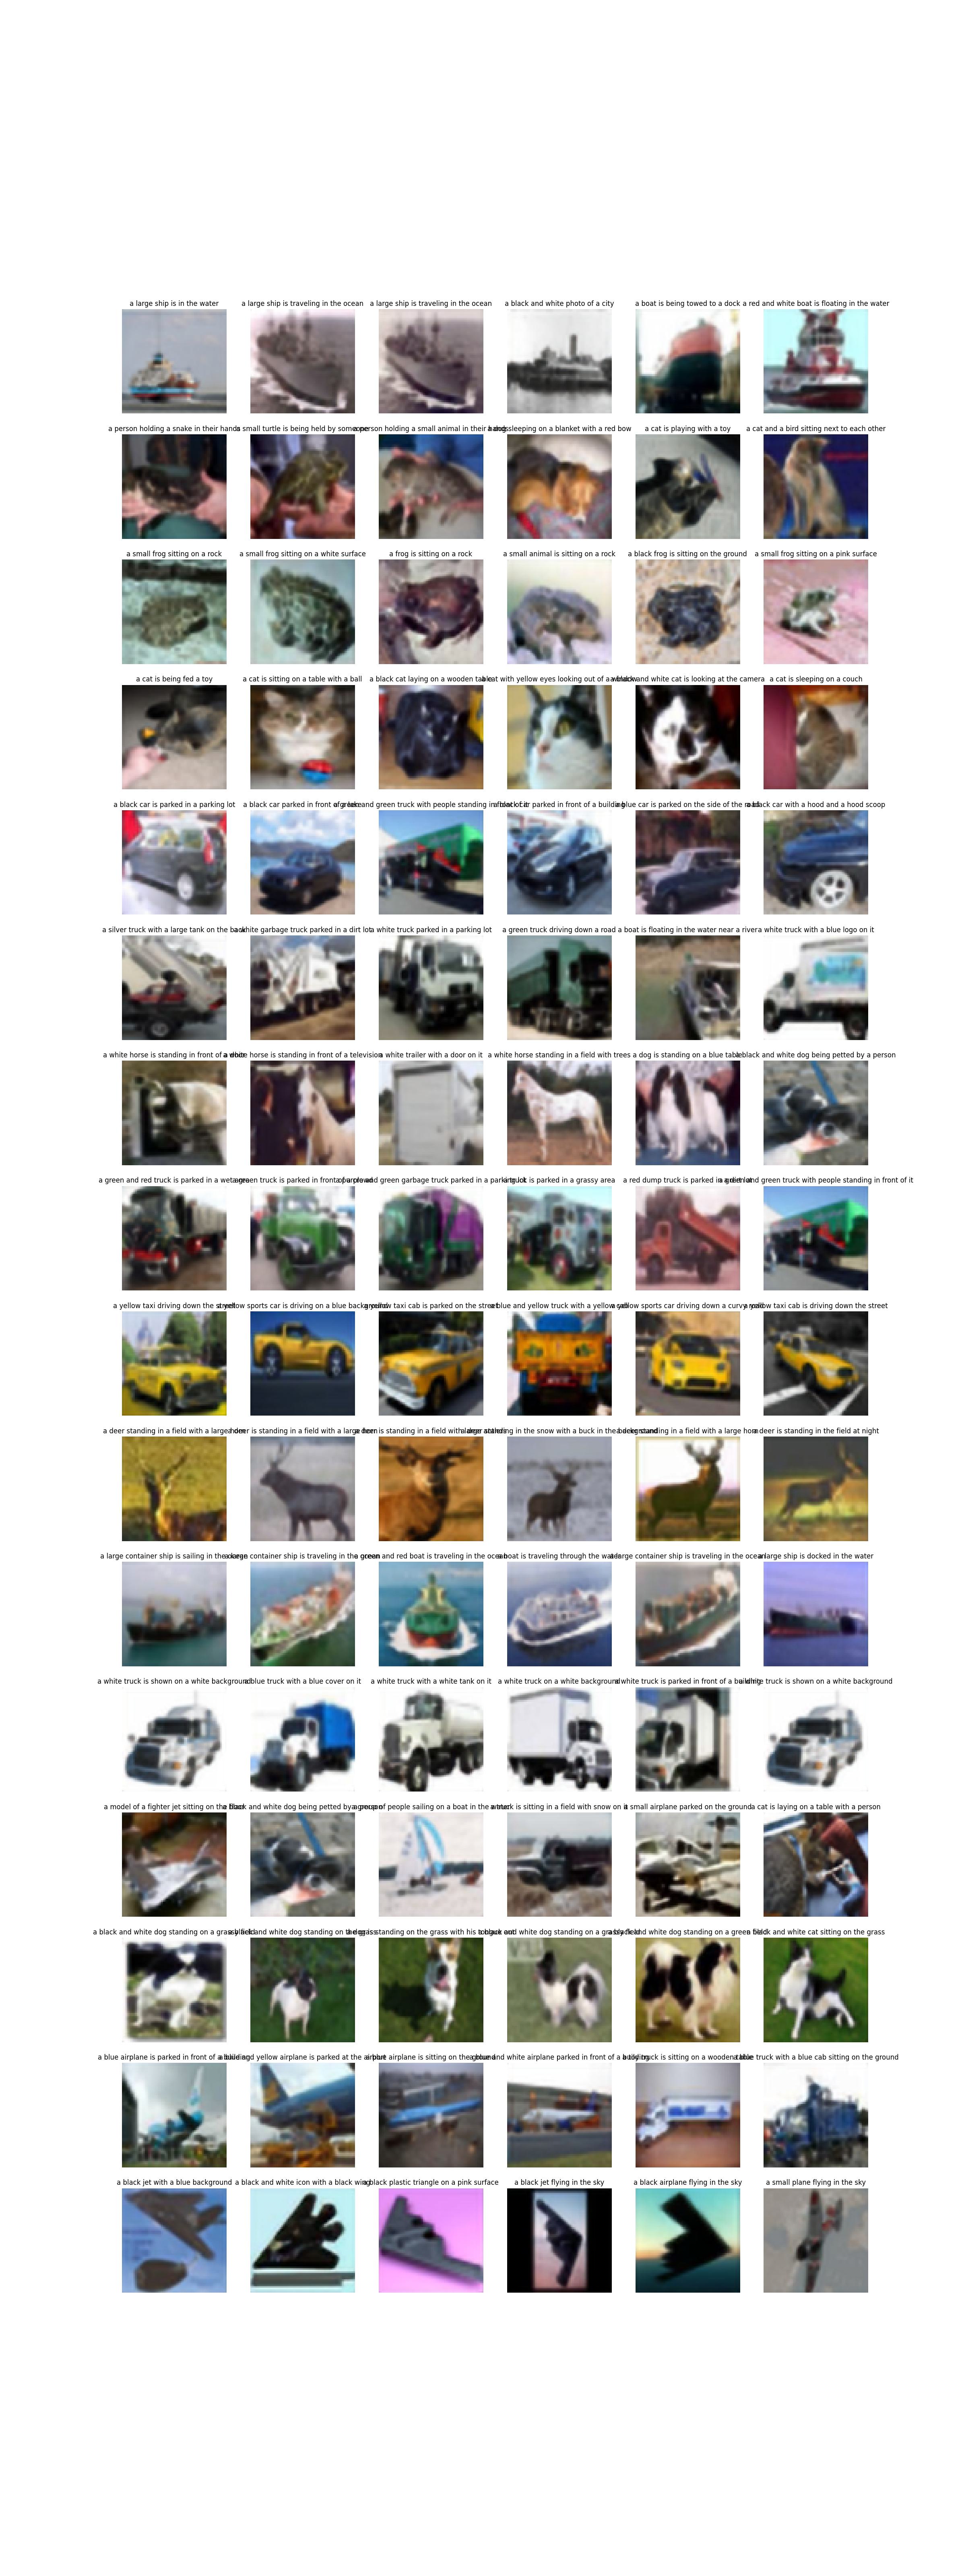 a large ship is in the water
a large ship is traveling in the ocean
a large ship is traveling in the ocean
a black and white photo of a city
a boat is being towed to a dock
a red and white boat is floating in the water
a person holding a snake in their hands
a small turtle is being held by someone
a person holding a small animal in their hands
a dog sleeping on a blanket with a red bow
a cat is playing with a toy
a cat and a bird sitting next to each other
a small frog sitting on a rock
a small frog sitting on a white surface
a frog is sitting on a rock
a small animal is sitting on a rock
a black frog is sitting on the ground
a small frog sitting on a pink surface
a cat is being fed a toy
a cat is sitting on a table with a ball
a black cat laying on a wooden table
a cat with yellow eyes looking out of a window
a black and white cat is looking at the camera
a cat is sleeping on a couch
a black car is parked in a parking lot
a black car parked in front of a lake
a green and green truck with people standing in front of it
a black car parked in front of a building
a blue car is parked on the side of the road
a black car with a hood and a hood scoop
a silver truck with a large tank on the back
a white garbage truck parked in a dirt lot
a white truck parked in a parking lot
a green truck driving down a road
a boat is floating in the water near a river
a white truck with a blue logo on it
a white horse is standing in front of a door
a white horse is standing in front of a television
a white trailer with a door on it
a white horse standing in a field with trees
a dog is standing on a blue table
a black and white dog being petted by a person
a green and red truck is parked in a wet area
a green truck is parked in front of a crowd
a purple and green garbage truck parked in a parking lot
a truck is parked in a grassy area
a red dump truck is parked in a dirt lot
a green and green truck with people standing in front of it
a yellow taxi driving down the street
a yellow sports car is driving on a blue background
a yellow taxi cab is parked on the street
a blue and yellow truck with a yellow cab
a yellow sports car driving down a curvy road
a yellow taxi cab is driving down the street
a deer standing in a field with a large horn
a deer is standing in a field with a large horn
a deer is standing in a field with large antlers
a deer standing in the snow with a buck in the background
a deer standing in a field with a large horn
a deer is standing in the field at night
a large container ship is sailing in the ocean
a large container ship is traveling in the ocean
a green and red boat is traveling in the ocean
a boat is traveling through the water
a large container ship is traveling in the ocean
a large ship is docked in the water
a white truck is shown on a white background
a blue truck with a blue cover on it
a white truck with a white tank on it
a white truck on a white background
a white truck is parked in front of a building
a white truck is shown on a white background
a model of a fighter jet sitting on the floor
a black and white dog being petted by a person
a group of people sailing on a boat in the water
a truck is sitting in a field with snow on it
a small airplane parked on the ground
a cat is laying on a table with a person
a black and white dog standing on a grassy field
a black and white dog standing on the grass
a dog is standing on the grass with his tongue out
a black and white dog standing on a grassy field
a black and white dog standing on a green field
a black and white cat sitting on the grass
a blue airplane is parked in front of a building
a blue and yellow airplane is parked at the airport
a blue airplane is sitting on the ground
a blue and white airplane parked in front of a building
a toy truck is sitting on a wooden table
a blue truck with a blue cab sitting on the ground
a black jet with a blue background
a black and white icon with a black wing
a black plastic triangle on a pink surface
a black jet flying in the sky
a black airplane flying in the sky
a small plane flying in the sky